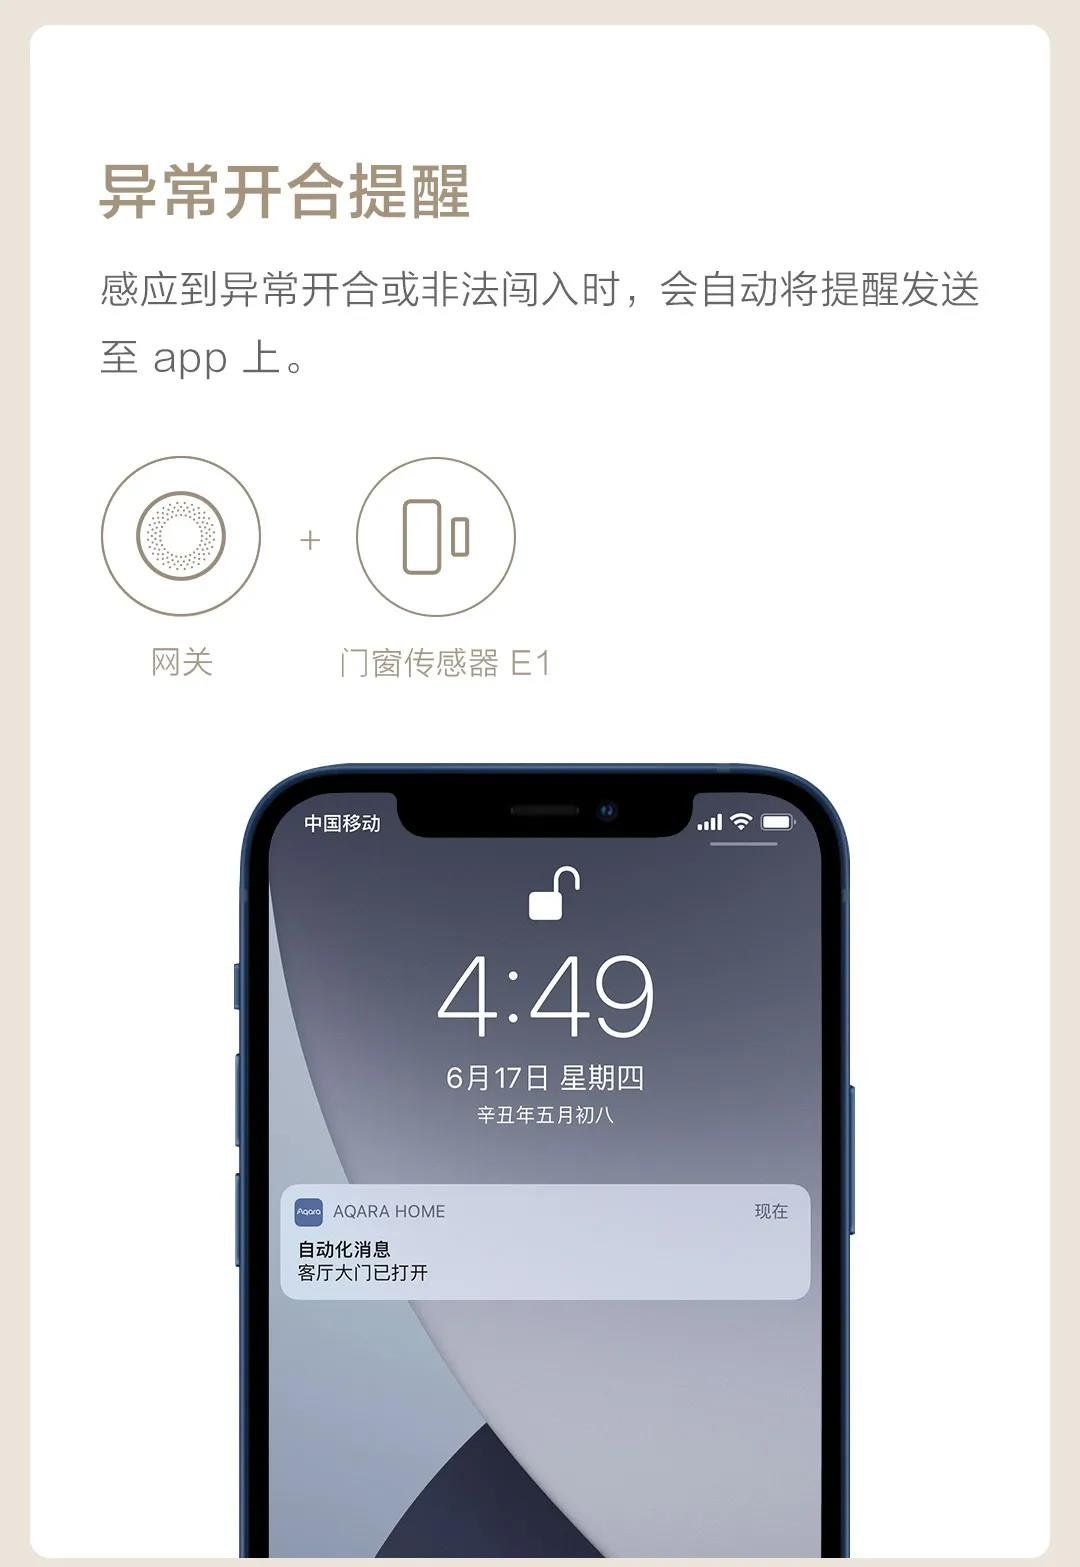 异常开合提醒
感应到异常开合或非法闯入时，会自动将提醒发送
至 app 上。
+
网关
门窗传感器 E1
中国移动
4:49
6月17日 星期四
辛丑年五月初八
Aqara
AQARA HOME
现在
自动化消息
客厅大门已打开